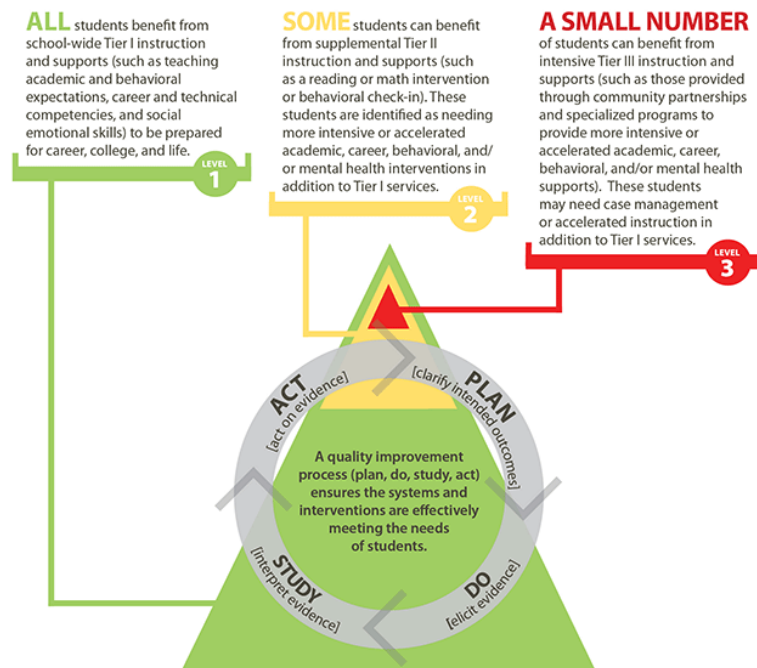 ALL students benefit from
school-wide Tier I instruction
and supports (such as teaching
academic and behavioral
expectations, career and technical
competencies, and social
emotional skills) to be prepared
for career, college, and life.
LEVEL
1
SOME students can benefit
from supplemental Tier II
instruction and supports (such
as a reading or math intervention
or behavioral check-in). These
students are identified as needing
more intensive or accelerated
academic, career, behavioral, and/
or mental health interventions in
addition to Tier I services.
LEVEL
2
A SMALL NUMBER
of students can benefit from
intensive Tier III instruction and
supports (such as those provided
through community partnerships
and specialized programs to
provide more intensive or
accelerated academic, career,
behavioral, and/or mental health
supports). These students
may need case management
or accelerated instruction in
addition to Tier I services.
LEVEL
3
ACT
[act on evidence]
PLAN
[clarify intended outcomes]
A quality improvement
process (plan, do, study, act)
ensures the systems and
interventions are effectively
meeting the needs
of students.
STUDY
[interpret evidence]
DO
[elicit evidence]